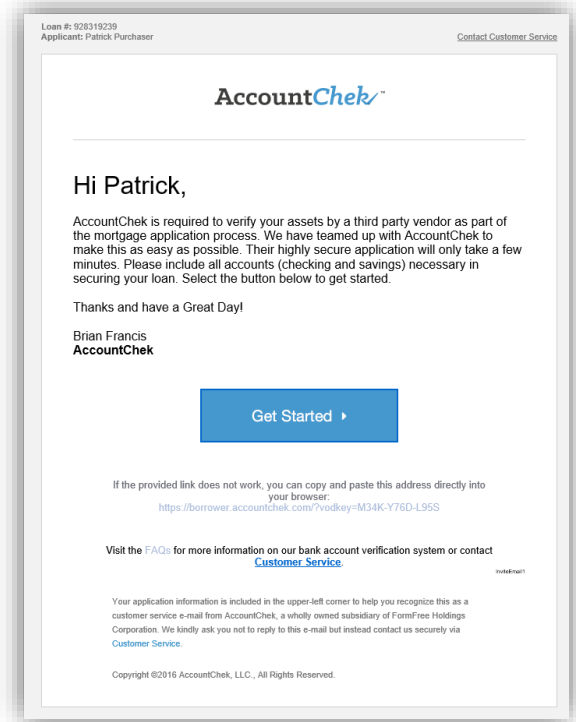 Loan #: 928319239
Applicant: Patrick Purchaser
Contact Customer Service
AccountChek™
Hi Patrick,
AccountChek is required to verify your assets by a third party vendor as part of
the mortgage application process. We have teamed up with AccountChek to
make this as easy as possible. Their highly secure application will only take a few
minutes. Please include all accounts (checking and savings) necessary in
securing your loan. Select the button below to get started.
Thanks and have a Great Day!
Brian Francis
AccountChek
Get Started
If the provided link does not work, you can copy and paste this address directly into
your browser:
https://borrower.accountchek.com/?vodkey=M34K-Y76D-L95S
Visit the FAQs for more information on our bank account verification system or contact
Customer Service.
InviteEmail1
Your application information is included in the upper-left corner to help you recognize this as a
customer service e-mail from AccountChek, a wholly owned subsidiary of FormFree Holdings
Corporation. We kindly ask you not to reply to this e-mail but instead contact us securely via
Customer Service.
Copyright ©2016 AccountChek, LLC., All Rights Reserved.